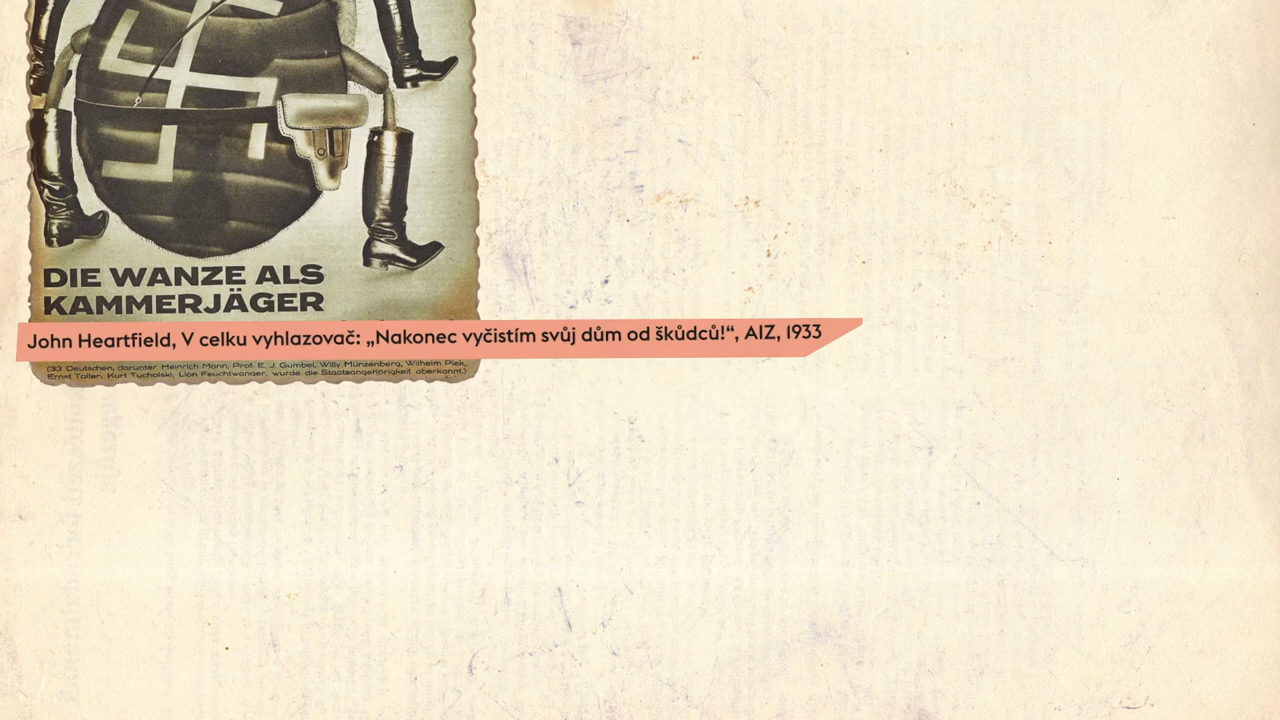 DIE WANZE ALS
KAMMERJÄGER
John Heartfield, V celku vyhlazovač: „Nakonec vyčistím svůj dům od škůdců!“, AIZ, 1933
(33 Deutschen, darunter Heinrich Mann, Prof. E. J. Gumbel, Willy Münzenberg, Wilhelm Piek,
Ernst Toller, Kurt Tucholski, Lion Feuchtwanger, wurde die Staatsangehörigkeit aberkannt.)